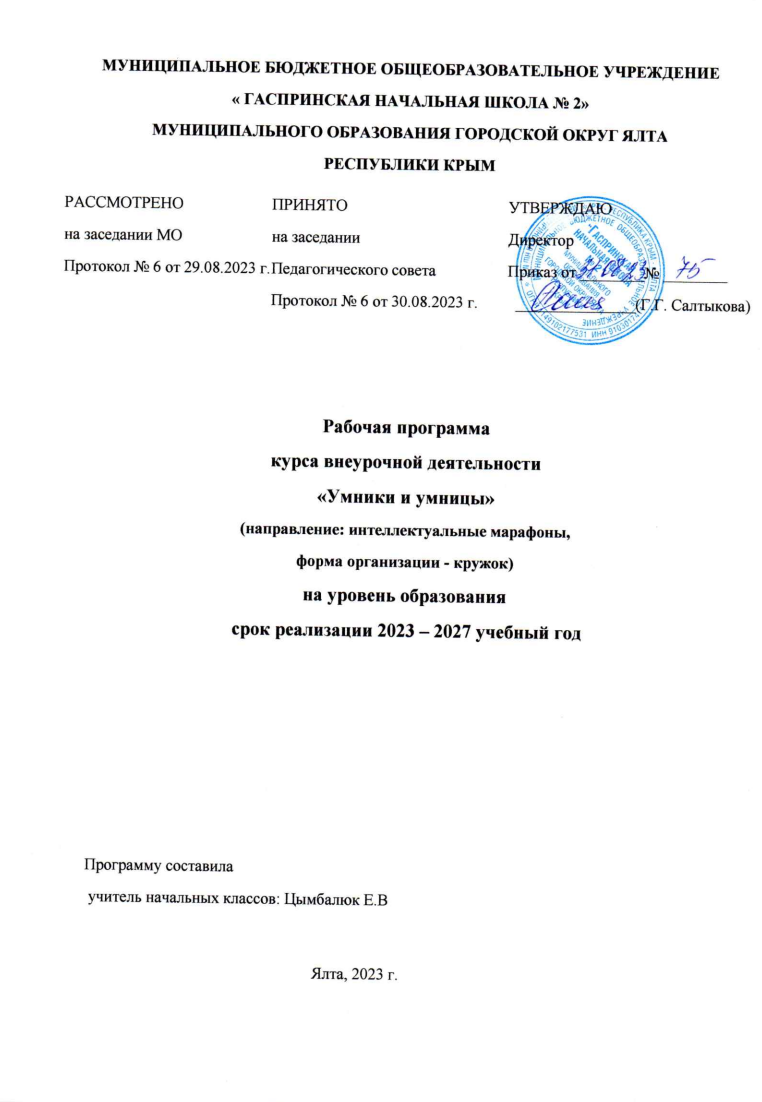 МУНИЦИПАЛЬНОЕ БЮДЖЕТНОЕ ОБЩЕОБРАЗОВАТЕЛЬНОЕ УЧРЕЖДЕНИЕ
« ГАСПРИНСКАЯ НАЧАЛЬНАЯ ШКОЛА № 2»
МУНИЦИПАЛЬНОГО ОБРАЗОВАНИЯ ГОРОДСКОЙ ОКРУГ ЯЛТА
РЕСПУБЛИКИ КРЫМ
РАССМОТРЕНО
на заседании МО
Протокол № 6 от 29.08.2023 г.
ПРИНЯТО
на заседании
Педагогического совета
Протокол № 6 от 30.08.2023 г.
УТВЕРЖДАЮ
Директор
Приказ от 31.08.23 № 75
(Г.Г. Салтыкова)
Рабочая программа
курса внеурочной деятельности
«Умники и умницы»
(направление: интеллектуальные марафоны,
форма организации - кружок)
на уровень образования
срок реализации 2023 – 2027 учебный год
Программу составила
учитель начальных классов: Цымбалюк Е.В
Ялта, 2023 г.